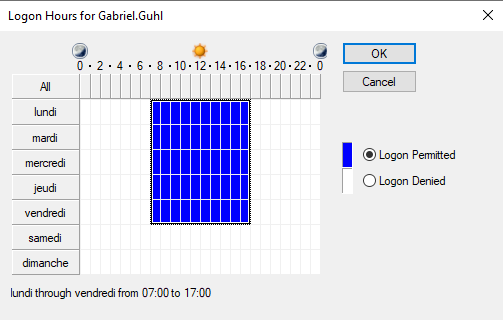 Logon Hours for Gabriel.Guhl
0 · 2 · 4 · 6 · 8 · 10 · 12 · 14 · 16 · 18 · 20 · 22 · 0
All
lundi
mardi
mercredi
jeudi
vendredi
samedi
dimanche
OK
Cancel
Logon Permitted
Logon Denied
lundi through vendredi from 07:00 to 17:00